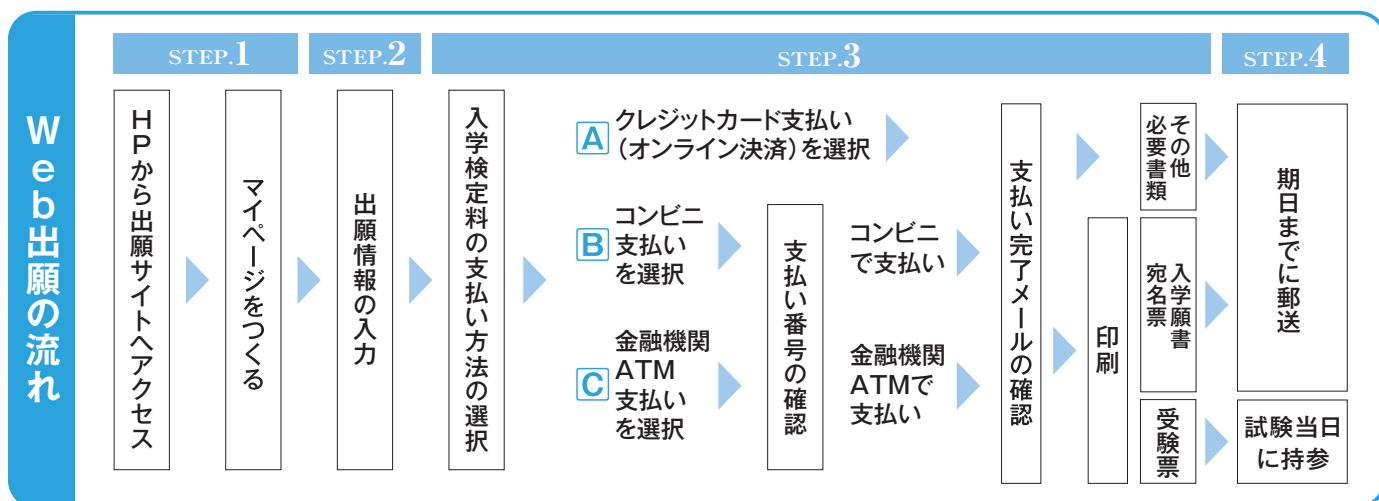 Web出願の流れ
STEP.1
STEP.2
STEP.3
STEP.4
HPから出願サイトへアクセス
マイページをつくる
出願情報の入力
入学検定料の支払い方法の選択
A
クレジットカード支払い
（オンライン決済）を選択
B
コンビニ
支払い
を選択
C
金融機関
ATM
支払い
を選択
支払い番号の確認
コンビニ
で支払い
金融機関
ATMで
支払い
支払い完了メールの確認
印刷
その他
必要書類
入学願書
宛名票
受験票
期日までに郵送
試験当日
に持参